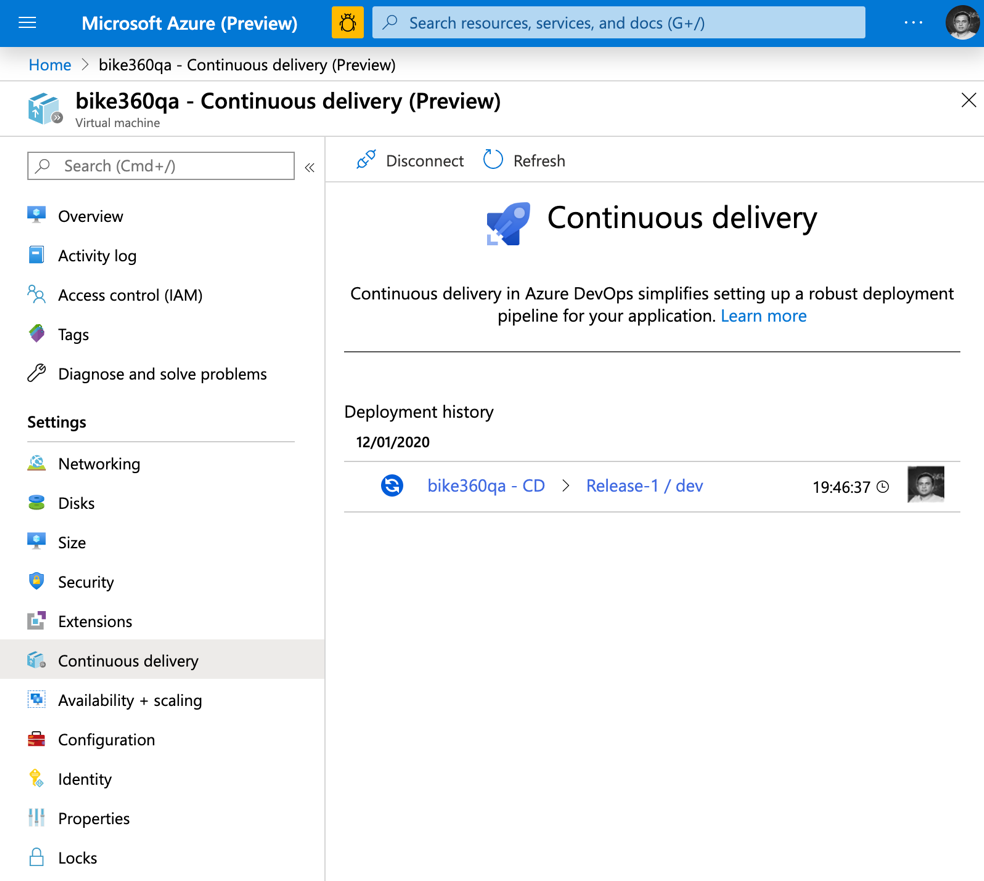 Microsoft Azure (Preview)
Search resources, services, and docs (G+/)
Home > bike360qa - Continuous delivery (Preview)
bike360qa - Continuous delivery (Preview)
Virtual machine
Search (Cmd+/)
«
Overview
Activity log
Access control (IAM)
Tags
Diagnose and solve problems
Settings
Networking
Disks
Size
Security
Extensions
Continuous delivery
Availability + scaling
Configuration
Identity
Properties
Locks
Disconnect
Refresh
Continuous delivery
Continuous delivery in Azure DevOps simplifies setting up a robust deployment
pipeline for your application. Learn more
Deployment history
12/01/2020
bike360qa - CD > Release-1 / dev 19:46:37